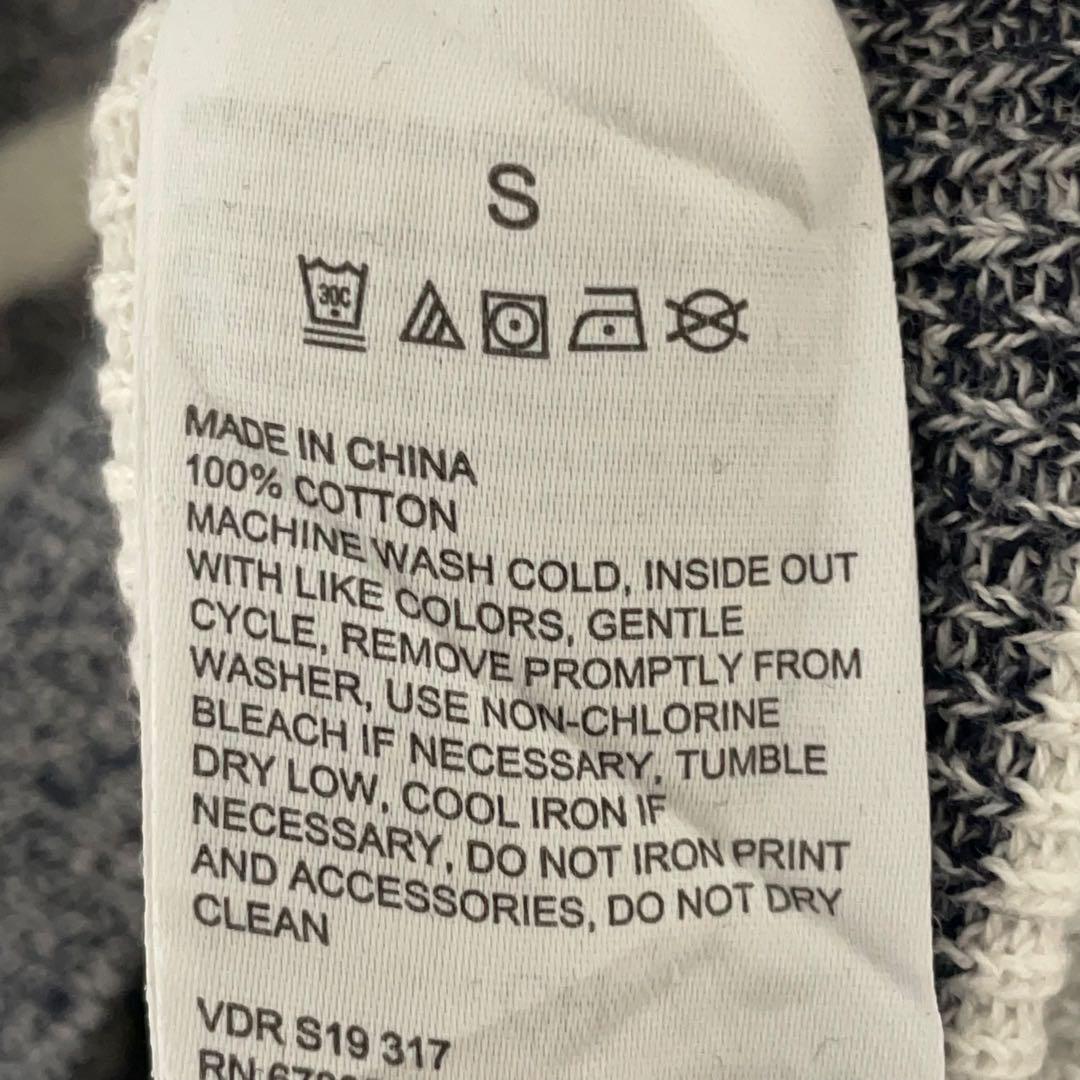 S
30C
MADE IN CHINA
100% COTTON
MACHINE WASH COLD, INSIDE OUT
WITH LIKE COLORS, GENTLE
CYCLE, REMOVE PROMPTLY FROM
WASHER, USE NON-CHLORINE
BLEACH IF NECESSARY, TUMBLE
DRY LOW, COOL IRON IF
NECESSARY, DO NOT IRON PRINT
AND ACCESSORIES, DO NOT DRY
CLEAN
VDR S19 317
RN